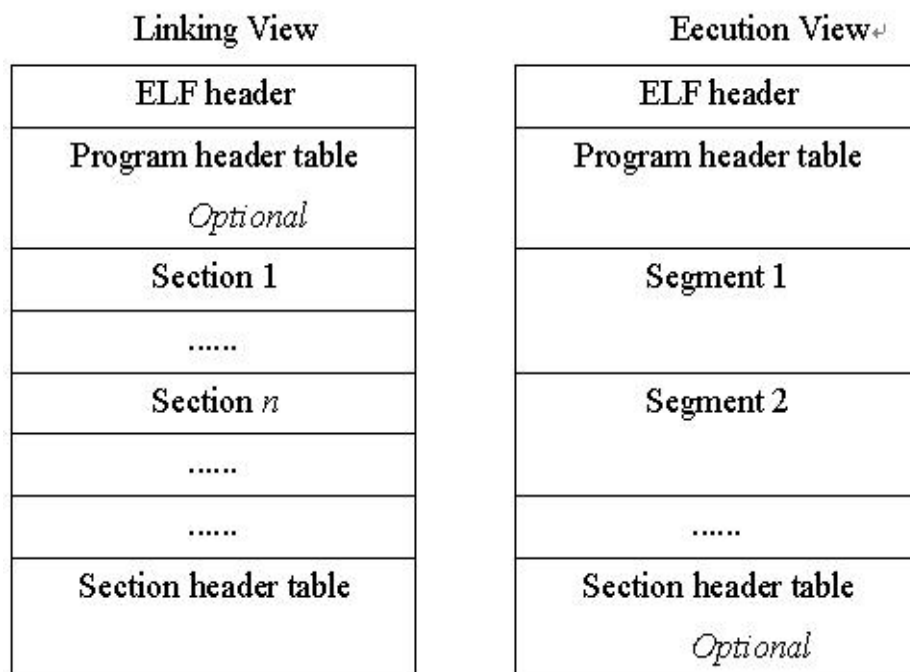 Linking View
ELF header
Program header table
Optional
Section 1
......
Section n
......
......
Section header table
Eecution View↵
ELF header
Program header table
Segment 1
Segment 2
......
Section header table
Optional